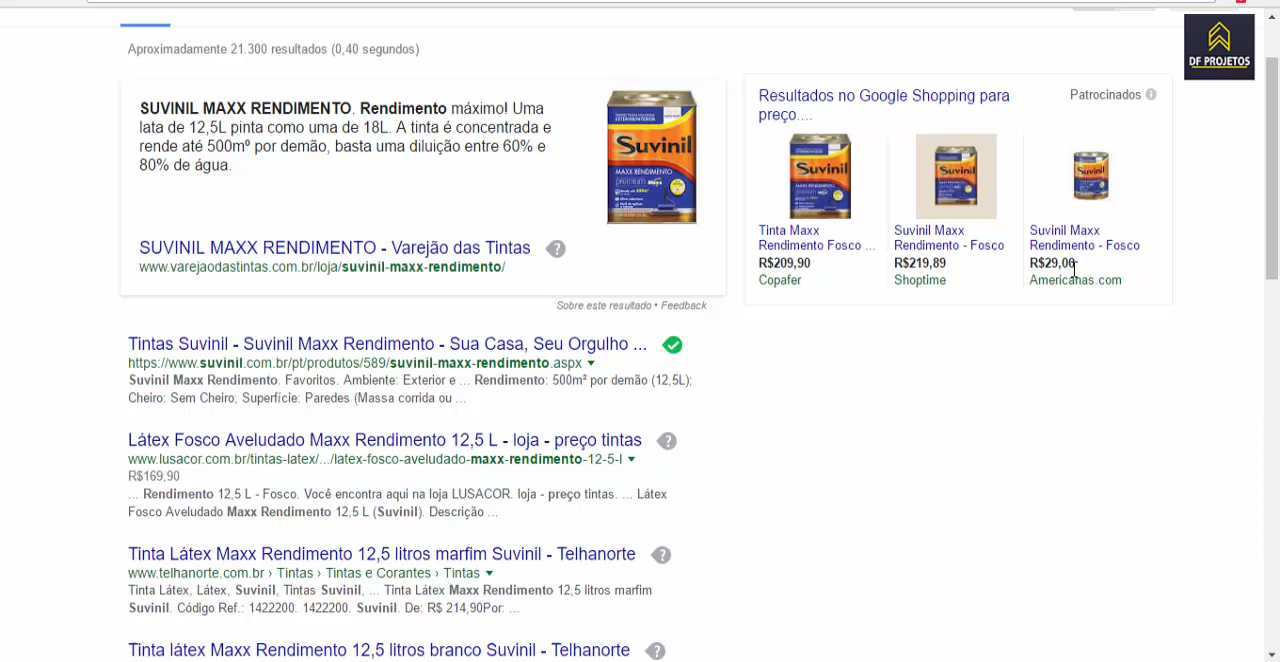 Aproximadamente 21.300 resultados (0,40 segundos)
DF PROJETOS
SUVINIL MAXX RENDIMENTO. Rendimento máximo! Uma
lata de 12,5L pinta como uma de 18L. A tinta é concentrada e
rende até 500mº por demão, basta uma diluição entre 60% e
80% de água.
Suvinil
MAXX RENDIMENTO
premium
SUVINIL MAXX RENDIMENTO - Varejão das Tintas
www.varejaodastintas.com.br/loja/suvinil-maxx-rendimento/
Sobre este resultado • Feedback
Resultados no Google Shopping para
preço....
Patrocinados
Suvinil
Suvinil
Suvinil
Tinta Maxx
Rendimento Fosco ...
R$209,90
Copafer
Suvinil Maxx
Rendimento - Fosco
R$219,89
Shoptime
Suvinil Maxx
Rendimento - Fosco
R$29,00
Americanas.com
Tintas Suvinil - Suvinil Maxx Rendimento - Sua Casa, Seu Orgulho ...
https://www.suvinil.com.br/pt/produtos/589/suvinil-maxx-rendimento.aspx
Suvinil Maxx Rendimento. Favoritos. Ambiente: Exterior e ... Rendimento: 500m² por demão (12,5L);
Cheiro: Sem Cheiro; Superfície: Paredes (Massa corrida ou ...
Látex Fosco Aveludado Maxx Rendimento 12,5 L - loja - preço tintas
www.lusacor.com.br/tintas-latex/.../latex-fosco-aveludado-maxx-rendimento-12-5-l
R$169,90
... Rendimento 12,5 L - Fosco. Você encontra aqui na loja LUSACOR. loja - preço tintas. ... Látex
Fosco Aveludado Maxx Rendimento 12,5 L (Suvinil). Descrição ...
Tinta Látex Maxx Rendimento 12,5 litros marfim Suvinil - Telhanorte
www.telhanorte.com.br › Tintas › Tintas e Corantes › Tintas
Tinta Látex, Látex, Suvinil, Tintas Suvinil, ... Tinta Látex Maxx Rendimento 12,5 litros marfim
Suvinil. Código Ref.: 1422200. 1422200. Suvinil. De: R$ 214,90Por: ...
Tinta látex Maxx Rendimento 12,5 litros branco Suvinil - Telhanorte